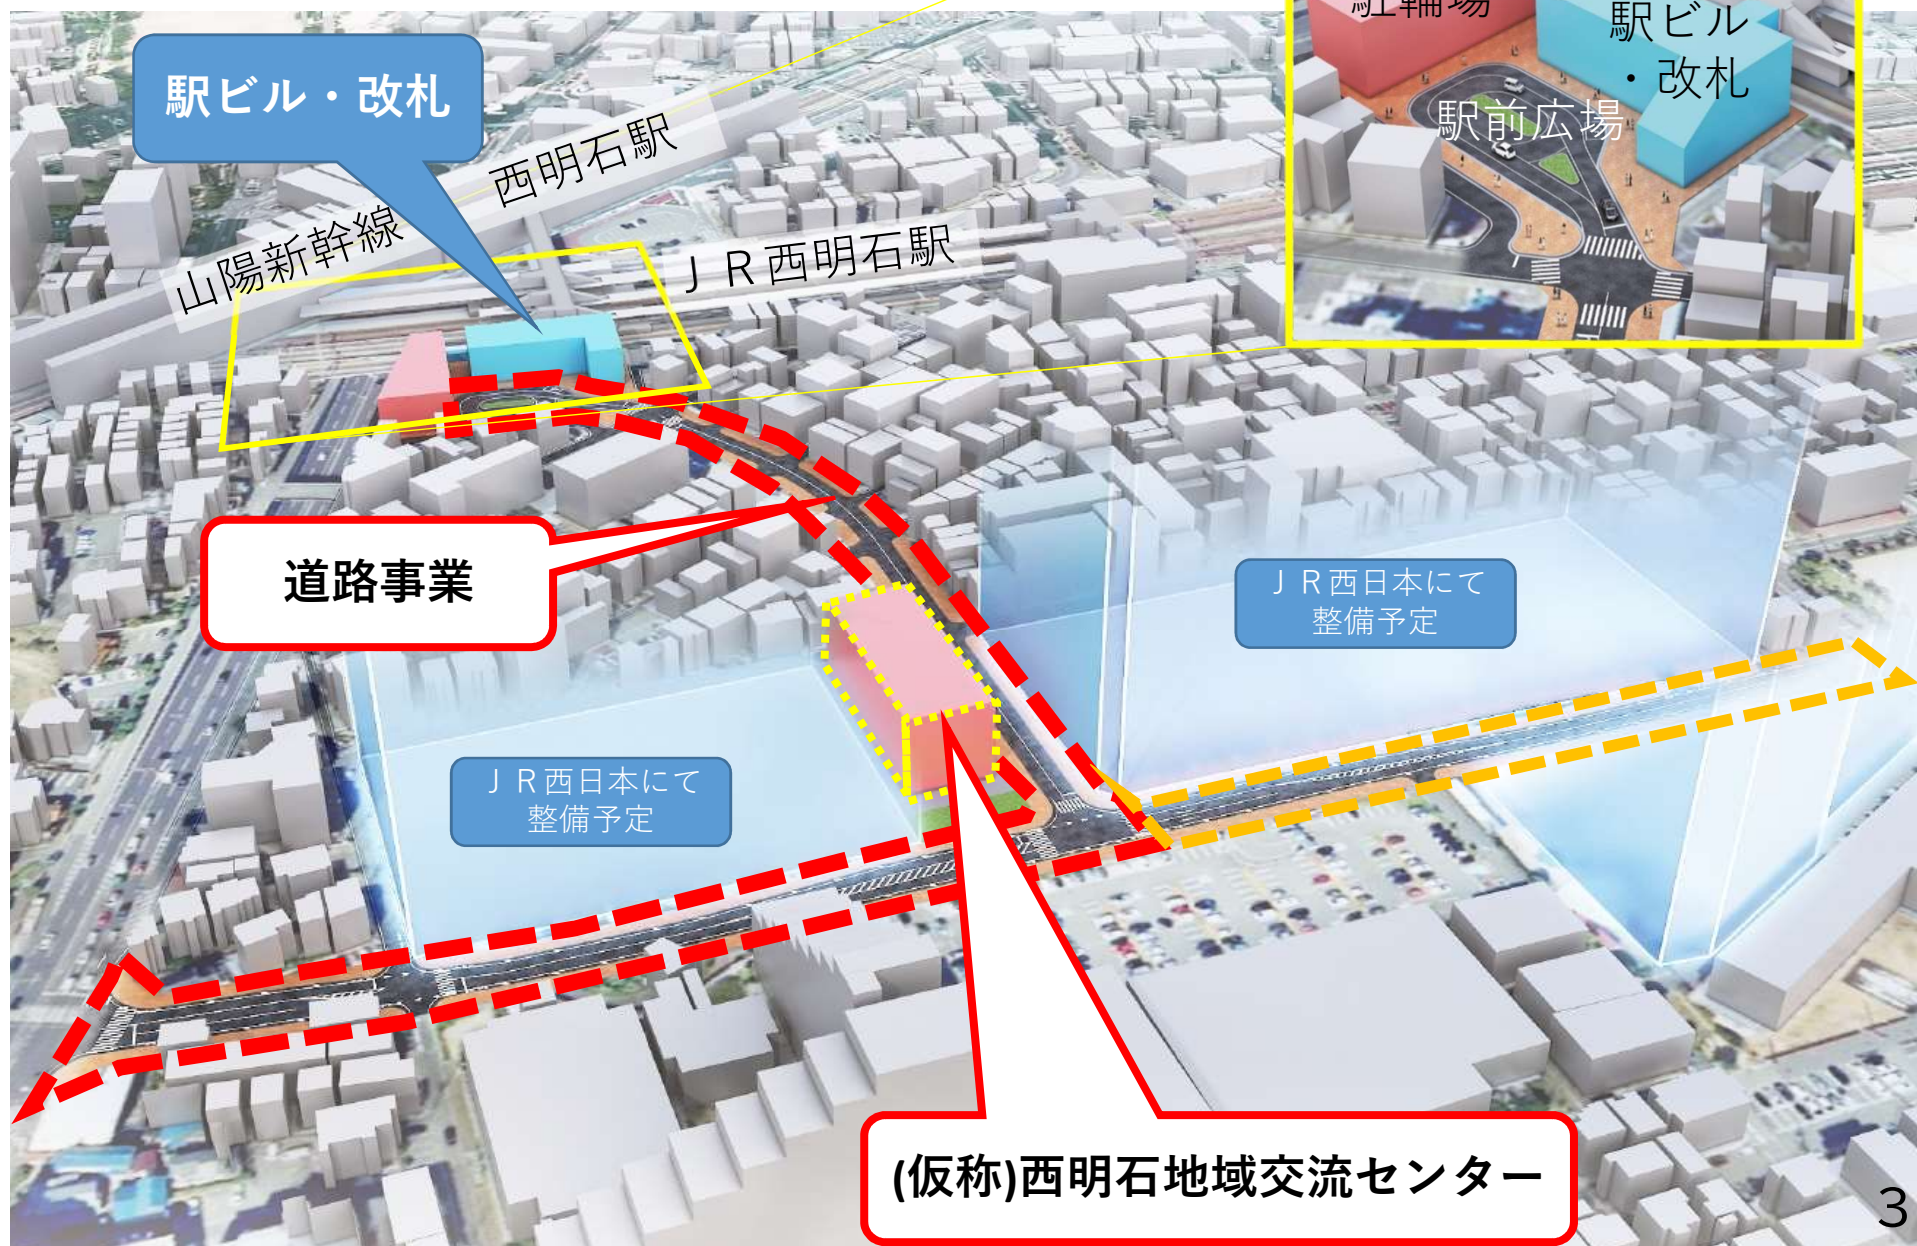 駐輪場
駅ビル
・改札
駅前広場
駅ビル・改札
西明石駅
山陽新幹線
ＪＲ西明石駅
道路事業
ＪＲ西日本にて
整備予定
ＪＲ西日本にて
整備予定
(仮称)西明石地域交流センター
3